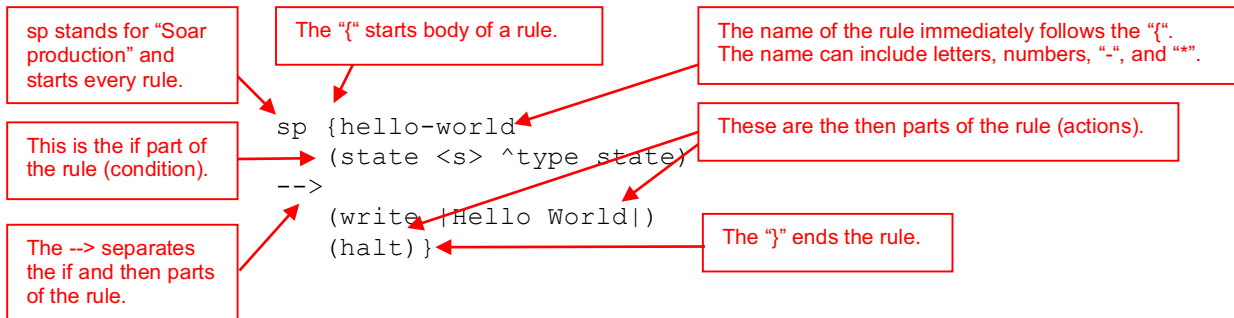 sp stands for “Soar
production” and
starts every rule.
The “{“ starts body of a rule.
The name of the rule immediately follows the “{“.
The name can include letters, numbers, “-“, and “*”.
This is the if part of
the rule (condition).
These are the then parts of the rule (actions).
sp {hello-world
(state <s> ^type state)
-->
(write |Hello World|)
(halt)}
The --> separates
the if and then parts
of the rule.
The “}” ends the rule.